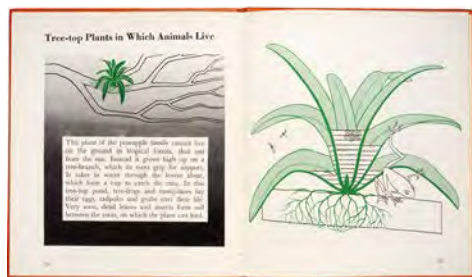 Tree-top Plants in Which Animals Live
This plant of the pineapple family cannot live
on the ground in tropical forests, shut out
from the sun. Instead it grows high up on a
tree-branch, which its roots grip for support.
It takes in water through the leaves alone,
which form a cup to catch the rain. In this
tree-top pond, tree-frogs and
their eggs, tadpoles and grubs start their life.
Very soon, dead leaves and insects form soil
between the roots, on which the plant can feed.